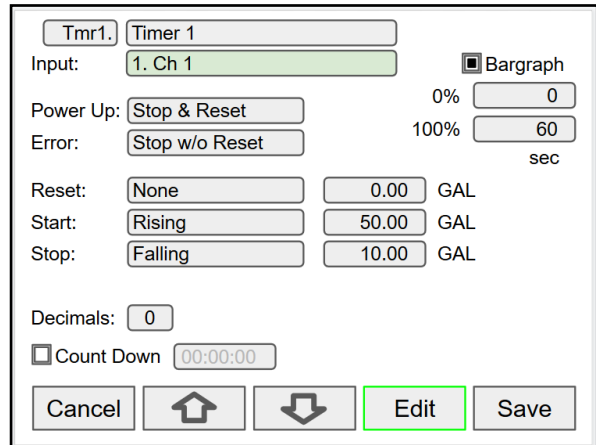 Tmr1. Timer 1
Input: 1. Ch 1 Bargraph
0% 0
Power Up: Stop & Reset
100% 60
Error: Stop w/o Reset
sec
Reset: None 0.00 GAL
Start: Rising 50.00 GAL
Stop: Falling 10.00 GAL
Decimals: 0
Count Down 00:00:00
Cancel Edit Save